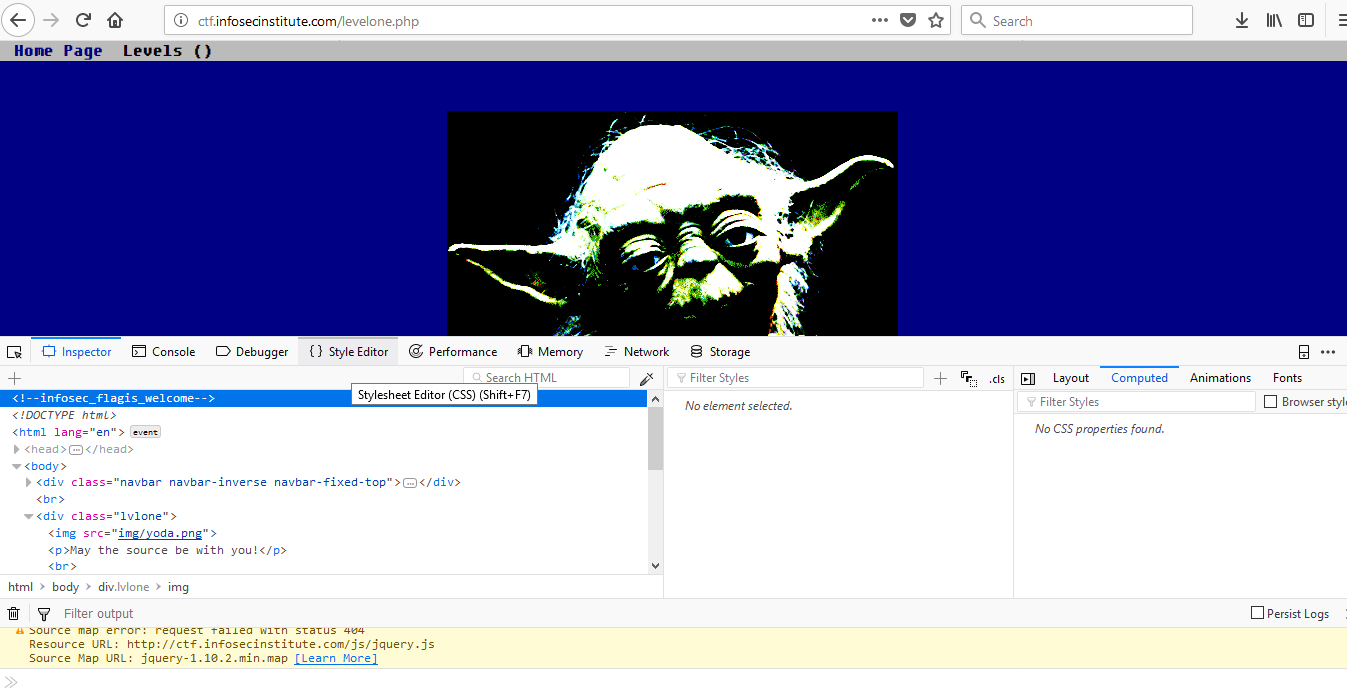 ctf.infosecinstitute.com/levelone.php
Search
Home Page Levels ()
Inspector Console Debugger {} Style Editor Performance Memory Network Storage
+ Search HTML
Stylesheet Editor (CSS) (Shift+F7)
<!--infosec_flagis_welcome-->
<!DOCTYPE html>
<html lang="en"> event
<head>…</head>
<body>
<div class="navbar navbar-inverse navbar-fixed-top">…</div>
<br>
<div class="lvlone">
<img src="img/yoda.png">
<p>May the source be with you!</p>
<br>
html > body > div.lvlone > img
Filter Styles + .cls
No element selected.
Layout Computed Animations Fonts
Filter Styles Browser style
No CSS properties found.
Filter output Persist Logs
Source map error: request failed with status 404
Resource URL: http://ctf.infosecinstitute.com/js/jquery.js
Source Map URL: jquery-1.10.2.min.map [Learn More]